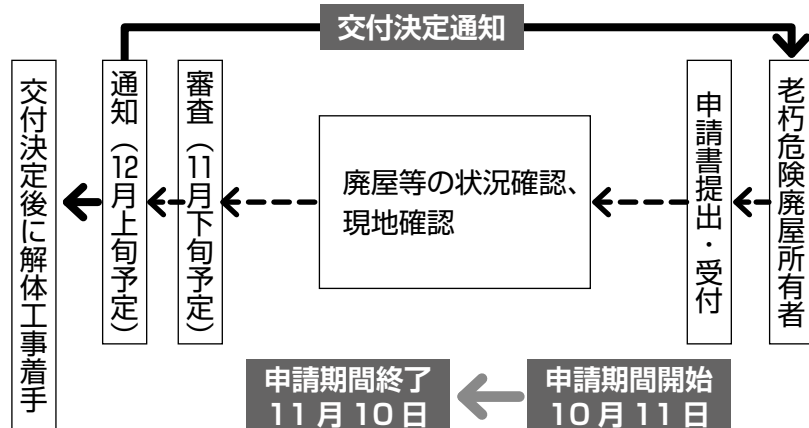 交付決定通知
老朽危険廃屋所有者
申請書提出・受付
廃屋等の状況確認、
現地確認
審査（11月下旬予定）
通知（12月上旬予定）
交付決定後に解体工事着手
申請期間開始
10月11日
申請期間終了
11月10日